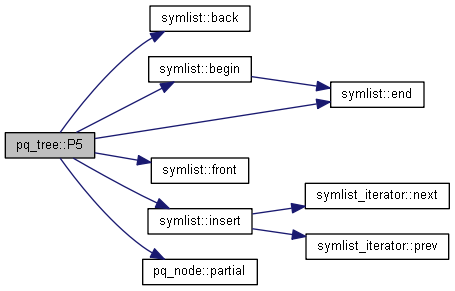 symlist::back
symlist::begin
symlist::end
pq_tree::P5
symlist::front
symlist_iterator::next
symlist::insert
symlist_iterator::prev
pq_node::partial